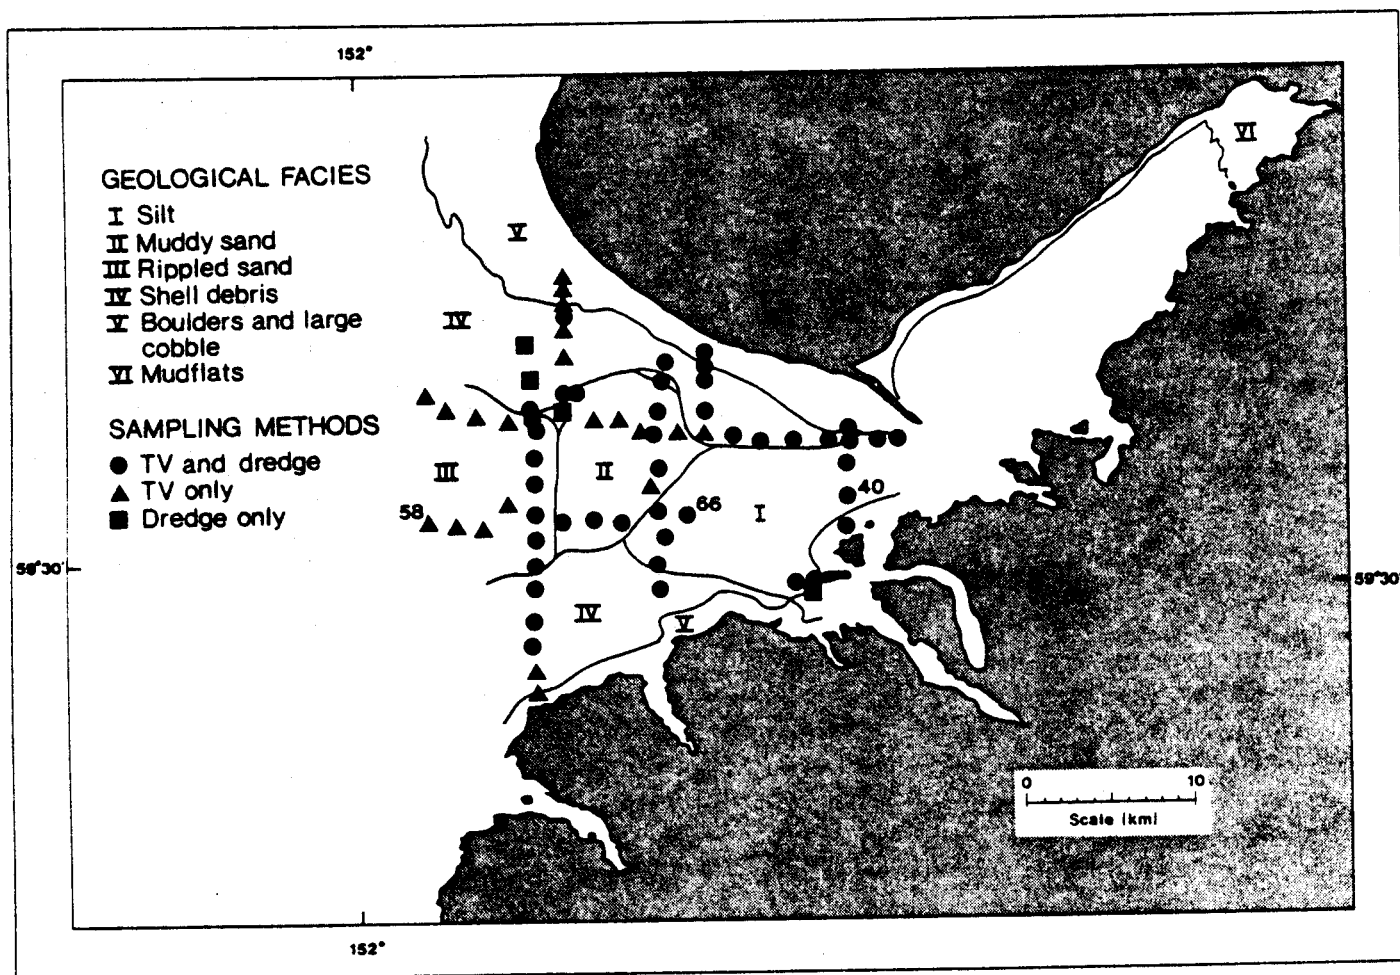 152°
GEOLOGICAL FACIES
I Silt
II Muddy sand
III Rippled sand
IV Shell debris
V Boulders and large
cobble
VI Mudflats
SAMPLING METHODS
TV and dredge
TV only
Dredge only
VI
V
IV
III
II
58
66
I
40
59°30'
59°30'
IV
V
0 10
Scale (km)
152°